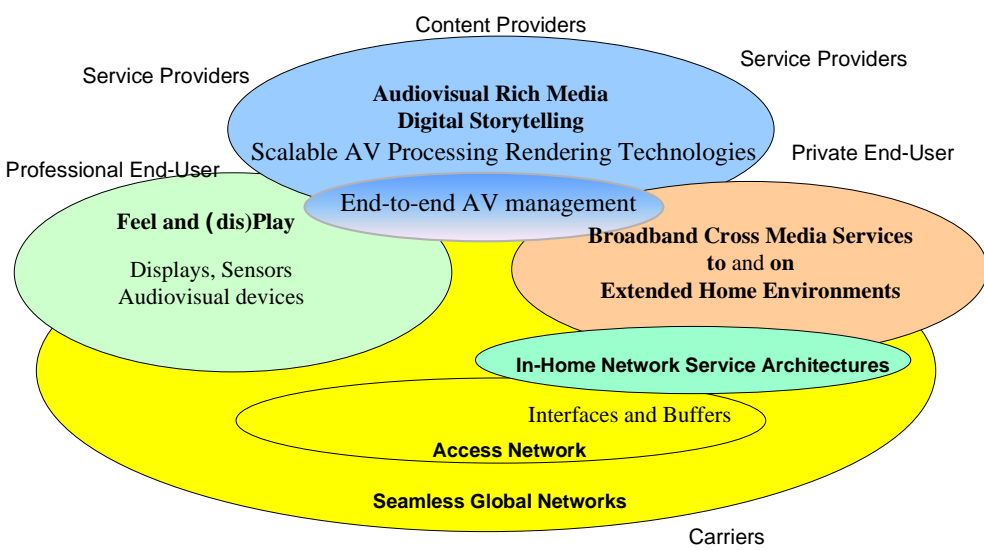 Content Providers
Service Providers
Service Providers
Audiovisual Rich Media
Digital Storytelling
Scalable AV Processing Rendering Technologies
Private End-User
Professional End-User
End-to-end AV management
Feel and (dis)Play
Displays, Sensors
Audiovisual devices
Broadband Cross Media Services
to and on
Extended Home Environments
In-Home Network Service Architectures
Interfaces and Buffers
Access Network
Seamless Global Networks
Carriers